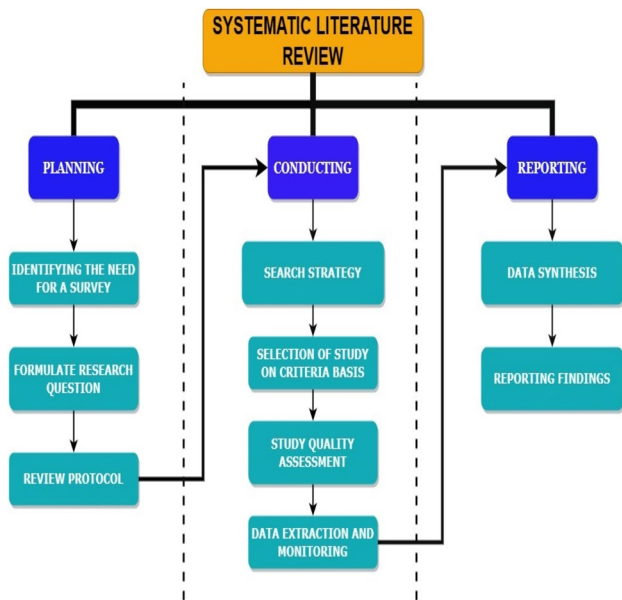 SYSTEMATIC LITERATURE
REVIEW
PLANNING
CONDUCTING
REPORTING
IDENTIFYING THE NEED
FOR A SURVEY
FORMULATE RESEARCH
QUESTION
REVIEW PROTOCOL
SEARCH STRATEGY
SELECTION OF STUDY
ON CRITERIA BASIS
STUDY QUALITY
ASSESSMENT
DATA EXTRACTION AND
MONITORING
DATA SYNTHESIS
REPORTING FINDINGS